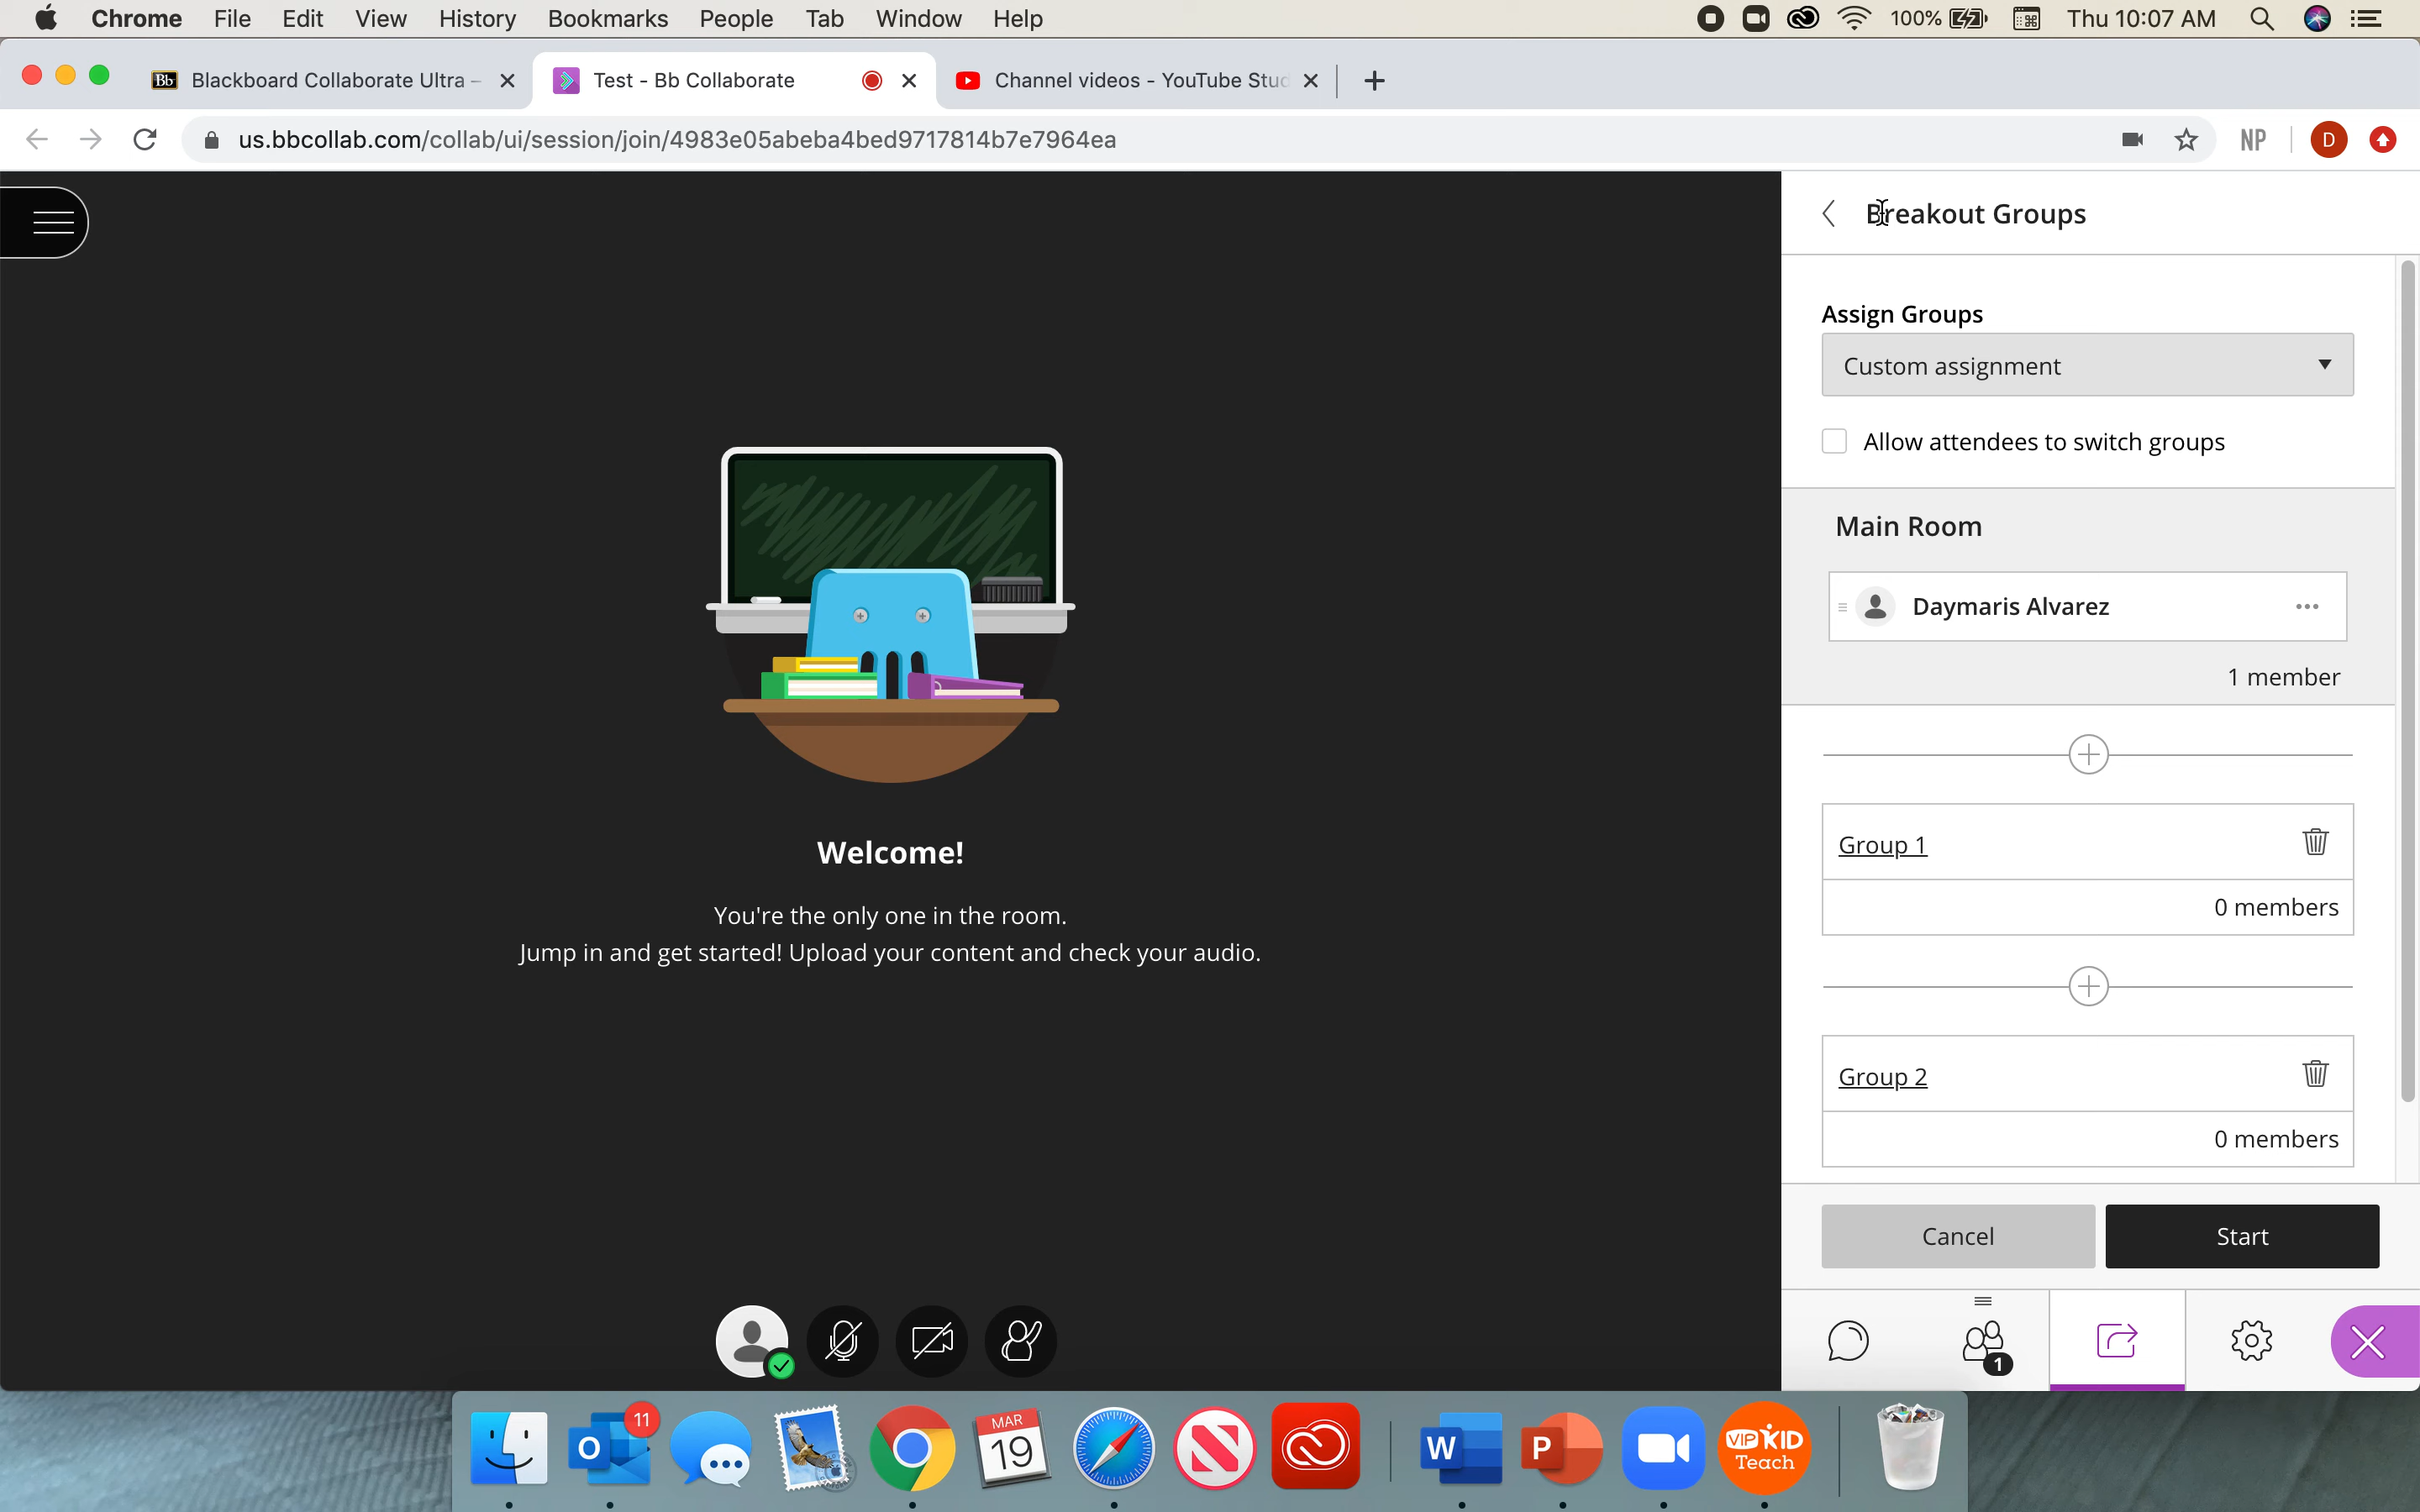 Chrome File Edit View History Bookmarks People Tab Window Help 100% Thu 10:07 AM
Bb Blackboard Collaborate Ultra – Test - Bb Collaborate Channel videos - YouTube Stud
us.bbcollab.com/collab/ui/session/join/4983e05abeba4bed9717814b7e7964ea NP D
Breakout Groups
Assign Groups
Custom assignment
Allow attendees to switch groups
Main Room
Daymaris Alvarez
1 member
Group 1
0 members
Group 2
0 members
Cancel Start
Welcome!
You're the only one in the room.
Jump in and get started! Upload your content and check your audio.
1
11
O
MAR
19
W
P
VIPKID
Teach